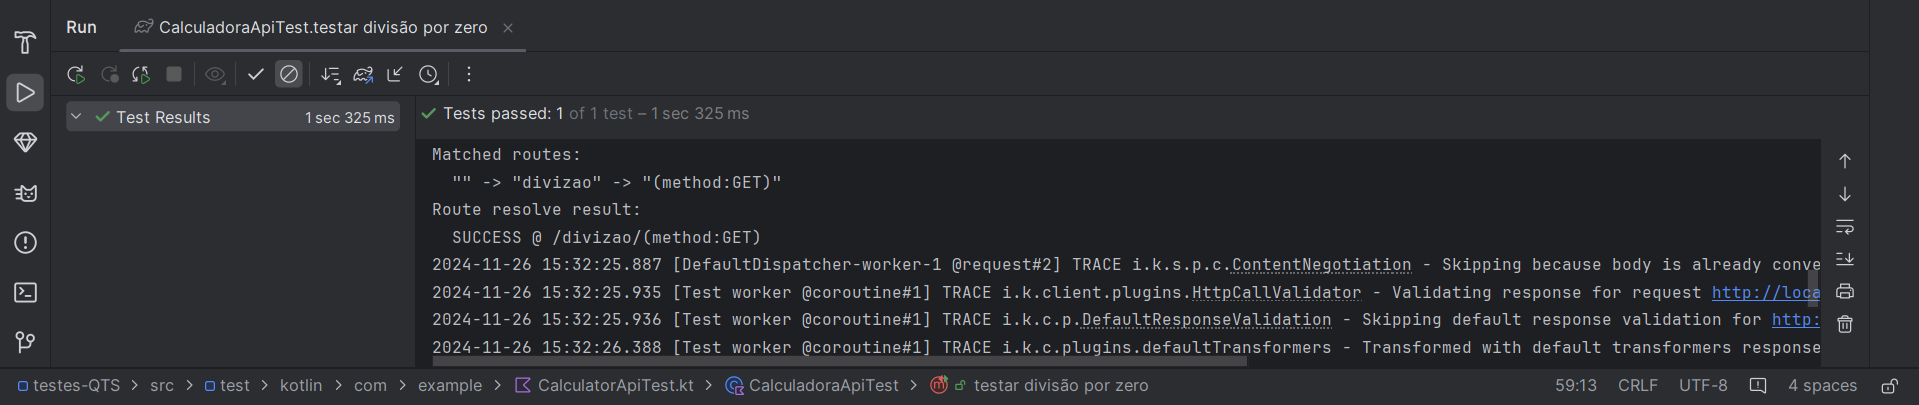 Run CalculadoraApiTest.testar divisão por zero
Test Results 1 sec 325 ms
Tests passed: 1 of 1 test – 1 sec 325 ms
Matched routes:
"" -> "divizao" -> "(method:GET)"
Route resolve result:
SUCCESS @ /divizao/(method:GET)
2024-11-26 15:32:25.887 [DefaultDispatcher-worker-1 @request#2] TRACE i.k.s.p.c.ContentNegotiation - Skipping because body is already conve
2024-11-26 15:32:25.935 [Test worker @coroutine#1] TRACE i.k.client.plugins.HttpCallValidator - Validating response for request http://loca
2024-11-26 15:32:25.936 [Test worker @coroutine#1] TRACE i.k.c.p.DefaultResponseValidation - Skipping default response validation for http:
2024-11-26 15:32:26.388 [Test worker @coroutine#1] TRACE i.k.c.plugins.defaultTransformers - Transformed with default transformers response
testes-QTS > src > test > kotlin > com > example > CalculatorApiTest.kt > CalculadoraApiTest > testar divisão por zero 59:13 CRLF UTF-8 4 spaces